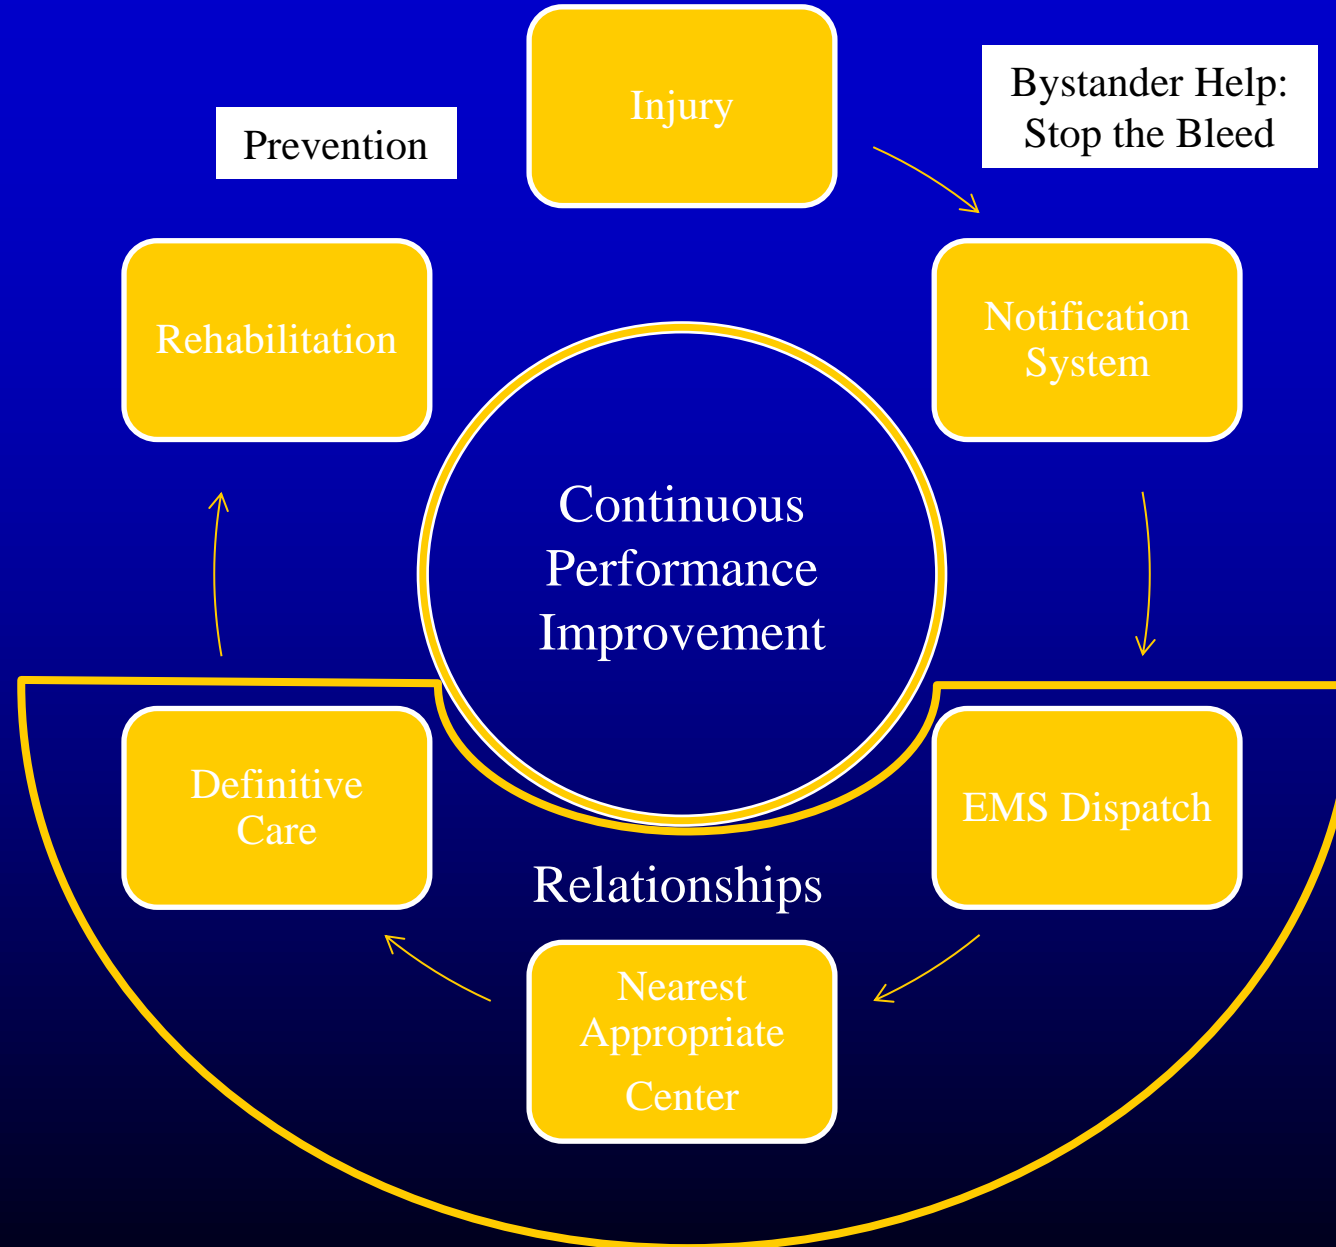 Injury
Bystander Help:
Stop the Bleed
Prevention
Notification
System
Rehabilitation
Continuous
Performance
Improvement
EMS Dispatch
Definitive
Care
Relationships
Nearest
Appropriate
Center